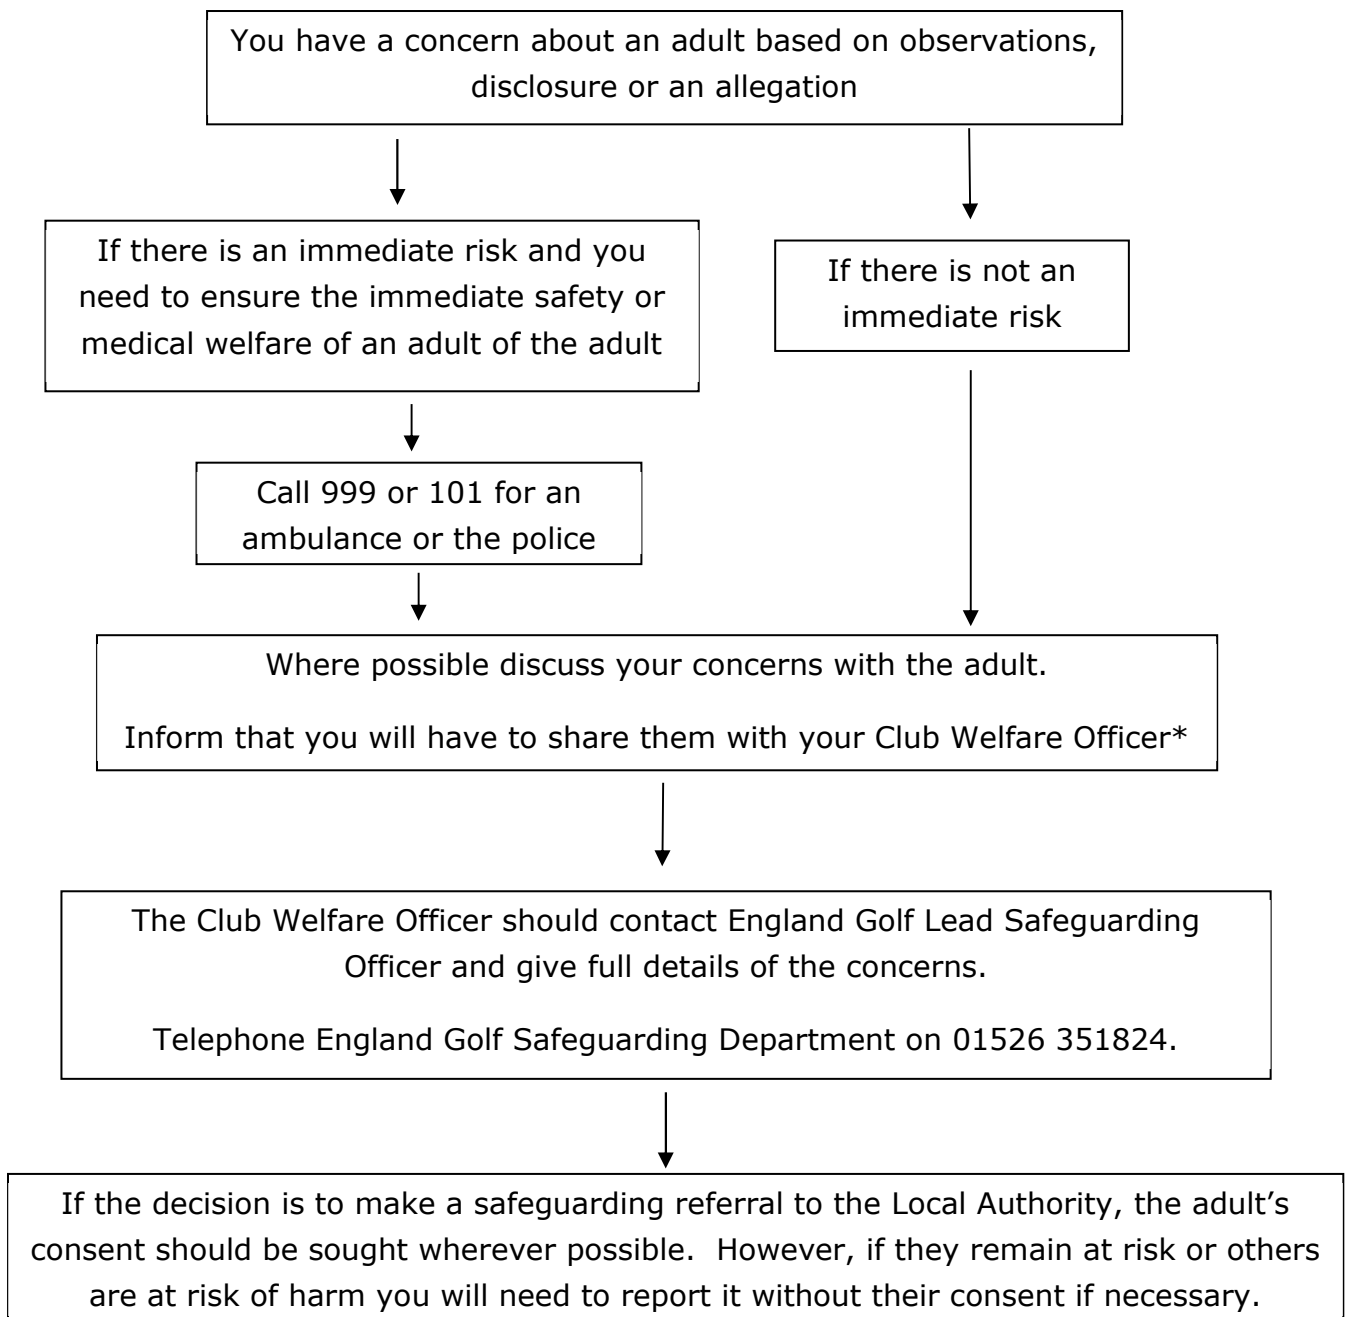 You have a concern about an adult based on observations,
disclosure or an allegation
If there is an immediate risk and you
need to ensure the immediate safety or
medical welfare of an adult of the adult
If there is not an
immediate risk
Call 999 or 101 for an
ambulance or the police
Where possible discuss your concerns with the adult.
Inform that you will have to share them with your Club Welfare Officer*
The Club Welfare Officer should contact England Golf Lead Safeguarding
Officer and give full details of the concerns.
Telephone England Golf Safeguarding Department on 01526 351824.
If the decision is to make a safeguarding referral to the Local Authority, the adult’s
consent should be sought wherever possible.  However, if they remain at risk or others
are at risk of harm you will need to report it without their consent if necessary.